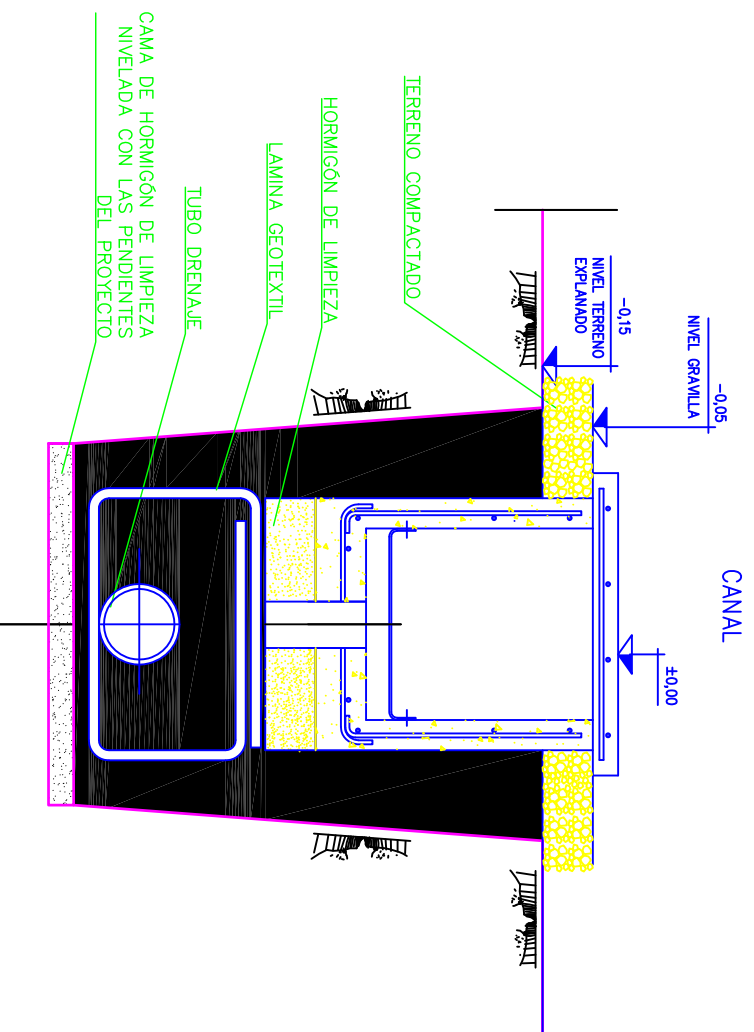 CANAL
±0,00
-0,05
NIVEL GRAVILLA
-0,15
NIVEL TERRENO
EXPLANADO
TERRENO COMPACTADO
HORMIGÓN DE LIMPIEZA
LAMINA GEOTEXTIL
TUBO DRENAJE
CAMA DE HORMIGÓN DE LIMPIEZA
NIVELADA CON LAS PENDIENTES
DEL PROYECTO